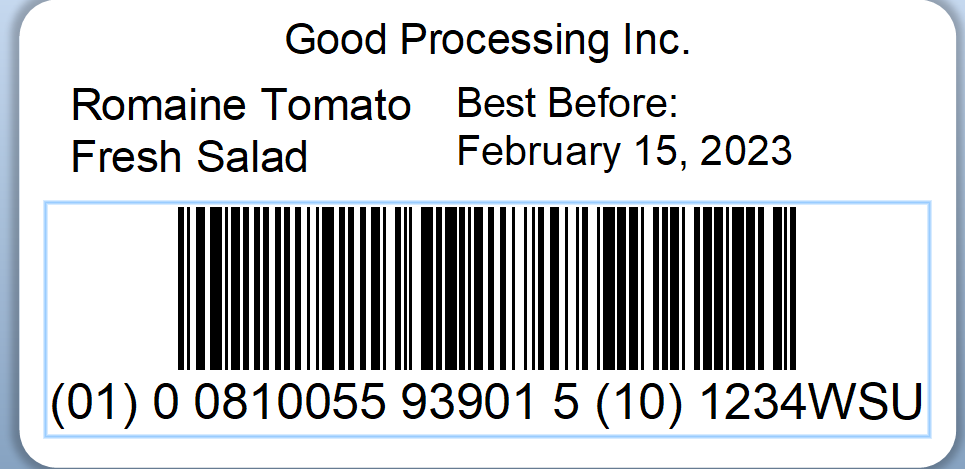 Good Processing Inc.
Romaine Tomato
Fresh Salad
Best Before:
February 15, 2023
(01) 0 0810055 93901 5 (10) 1234WSU